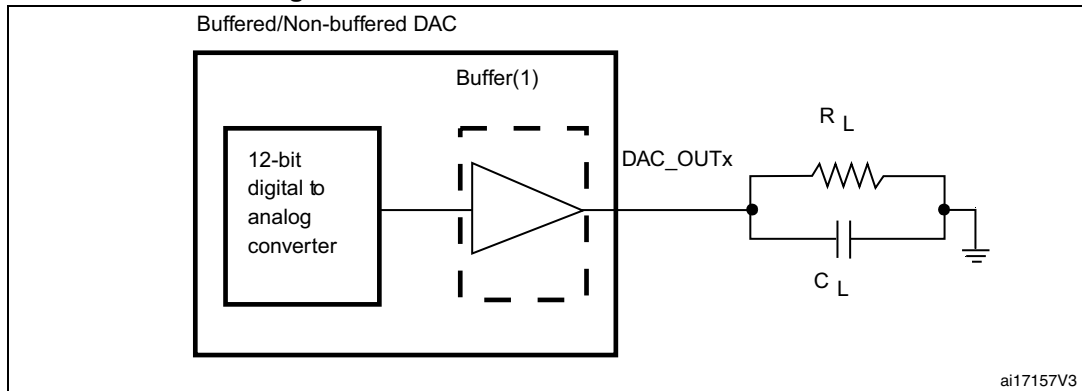 Buffered/Non-buffered DAC
Buffer(1)
12-bit
digital to
analog
converter
DAC_OUTx
R L
C L
ai17157V3